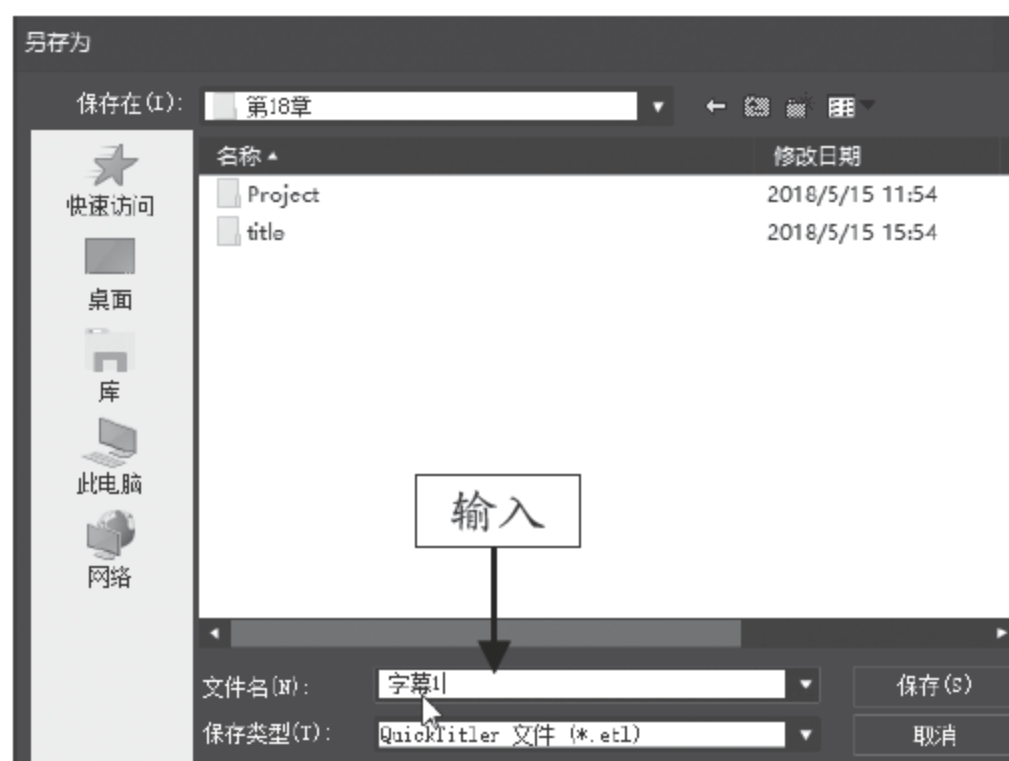 另存为
保存在(I):
第18章
名称
修改日期
Project
2018/5/15 11:54
title
2018/5/15 15:54
快速访问
桌面
库
此电脑
网络
输入
文件名(N):
字幕1
保存(S)
保存类型(T):
QuickTitler 文件 (*.etl)
取消